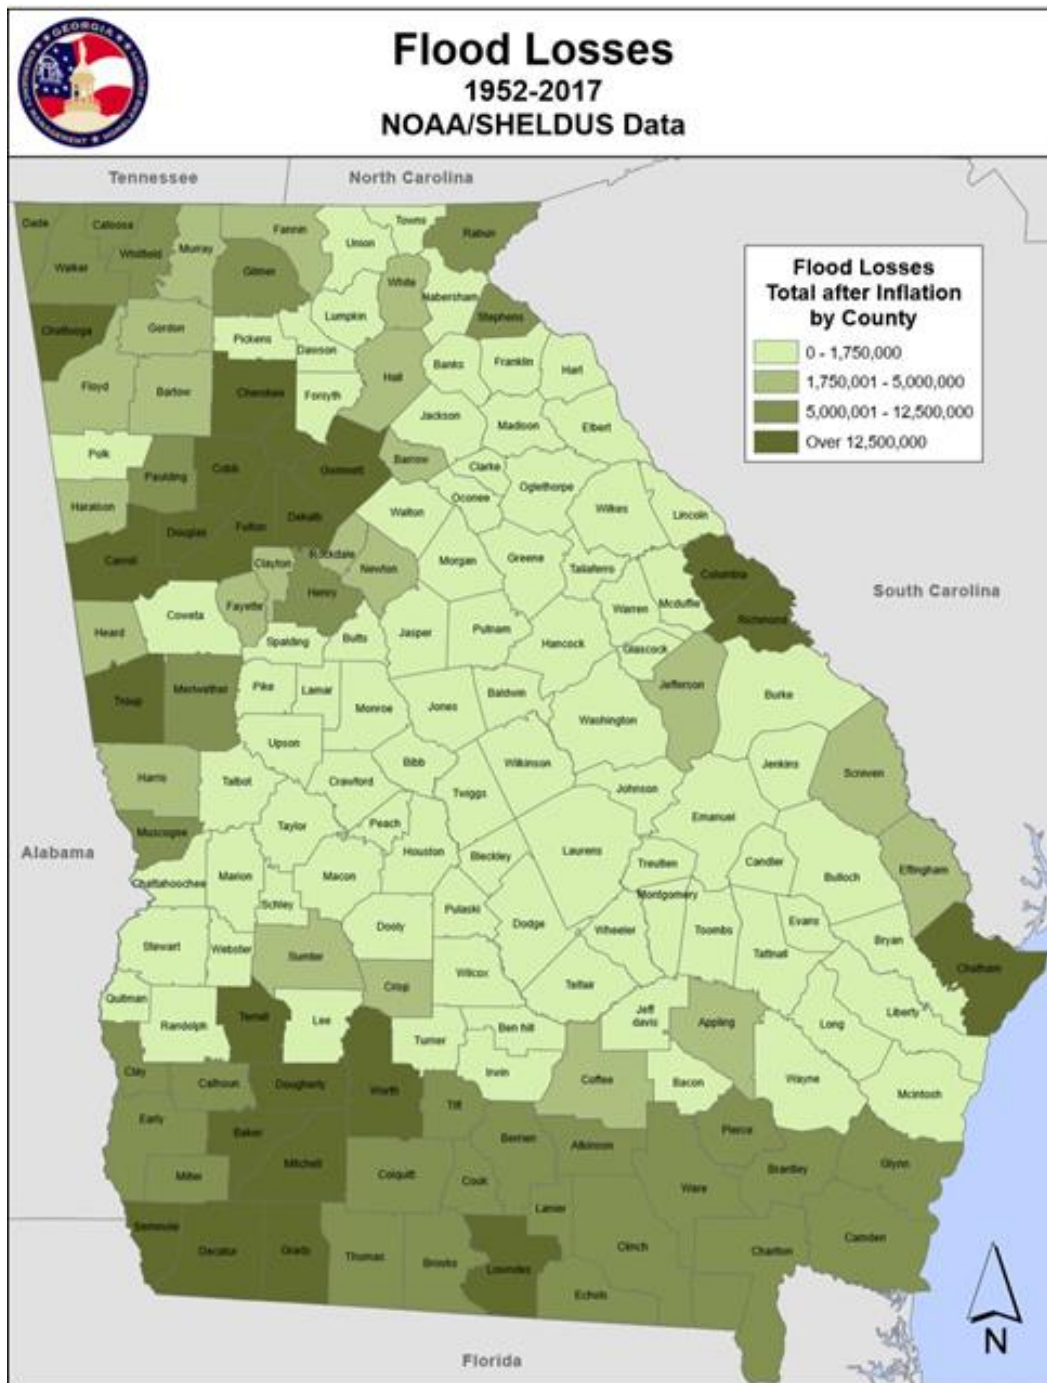 GEORGIA
Flood Losses
1952-2017
NOAA/SHELDUS Data
Tennessee
North Carolina
Flood Losses
Total after Inflation
by County
0 - 1,750,000
1,750,001 - 5,000,000
5,000,001 - 12,500,000
Over 12,500,000
Dade
Catoosa
Whitfield
Murray
Fannin
Union
Towns
Rabun
Walker
Gilmer
White
Habersham
Lumpkin
Stephens
Chattooga
Gordon
Pickens
Dawson
Banks
Franklin
Hart
Floyd
Bartow
Cherokee
Forsyth
Hall
Jackson
Madison
Elbert
Polk
Paulding
Cobb
Gwinnett
Barrow
Clarke
Oconee
Oglethorpe
Wilkes
Lincoln
Haralson
Douglas
Fulton
Dekalb
Walton
Carroll
Clayton
Rockdale
Newton
Morgan
Greene
Taliaferro
Columbia
South Carolina
Henry
Fayette
Coweta
Heard
Spalding
Butts
Jasper
Putnam
Hancock
Warren
Mcduffie
Richmond
Glascock
Troup
Meriwether
Pike
Lamar
Monroe
Jones
Baldwin
Washington
Jefferson
Burke
Upson
Harris
Talbot
Crawford
Bibb
Twiggs
Wilkinson
Johnson
Jenkins
Screven
Muscogee
Taylor
Peach
Houston
Bleckley
Laurens
Emanuel
Alabama
Chattahoochee
Marion
Macon
Schley
Treutlen
Candler
Bulloch
Effingham
Montgomery
Stewart
Webster
Dooly
Pulaski
Dodge
Wheeler
Toombs
Tattnall
Evans
Bryan
Chatham
Sumter
Crisp
Wilcox
Telfair
Quitman
Randolph
Terrell
Lee
Turner
Ben hill
Jeff
davis
Appling
Long
Liberty
Irwin
Coffee
Bacon
Wayne
Mcintosh
Clay
Calhoun
Dougherty
Worth
Tift
Early
Baker
Mitchell
Berrien
Atkinson
Pierce
Miller
Colquitt
Cook
Ware
Brantley
Glynn
Lanier
Seminole
Decatur
Grady
Thomas
Brooks
Lowndes
Clinch
Charlton
Camden
Echols
N
Florida